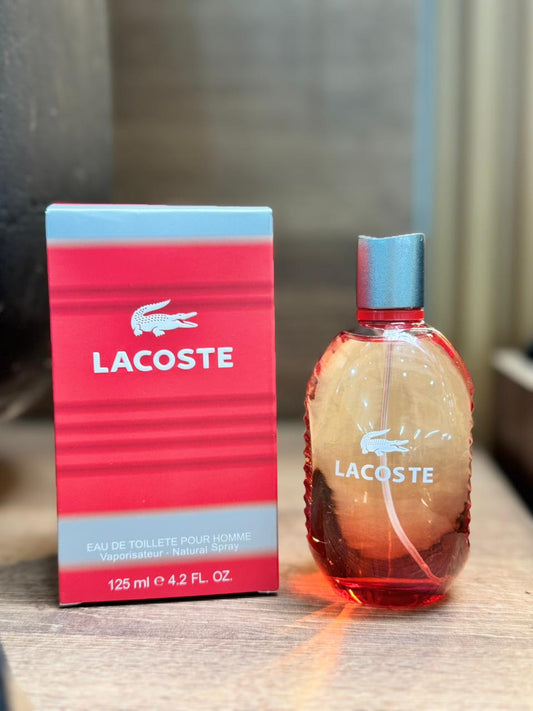 LACOSTE
EAU DE TOILLETE POUR HOMME
Vaporisateur · Natural Spray
125 ml e 4.2 FL. OZ.
LACOSTE